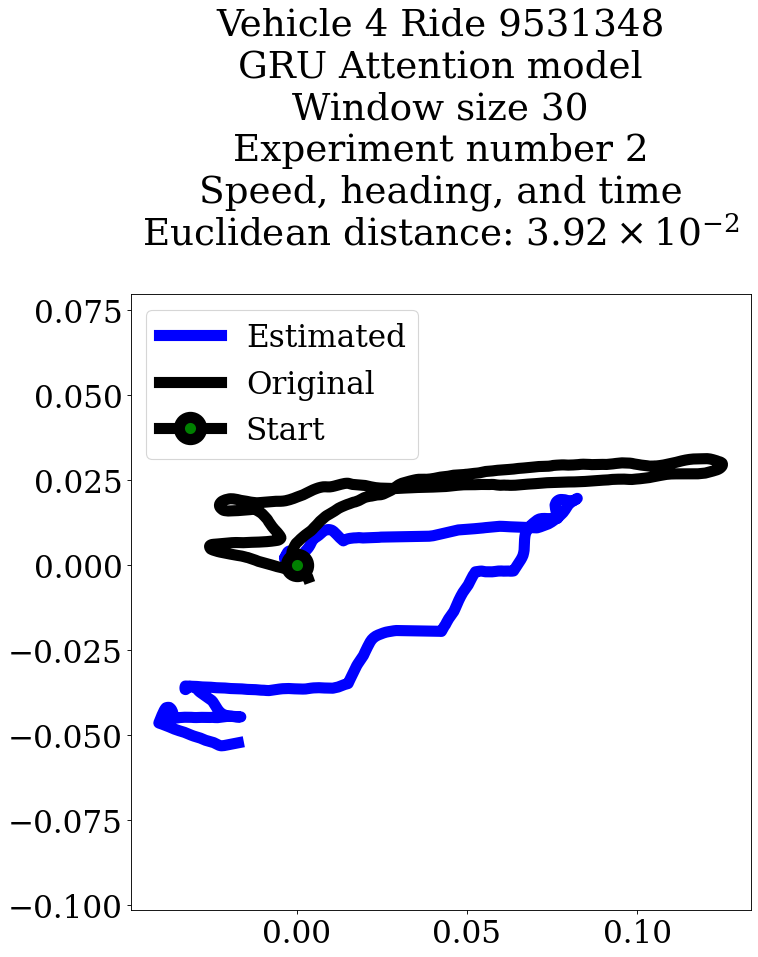 Vehicle 4 Ride 9531348
GRU Attention model
Window size 30
Experiment number 2
Speed, heading, and time
Euclidean distance: 3.92 × 10⁻²
Estimated
Original
Start
0.075
0.050
0.025
0.000
−0.025
−0.050
−0.075
−0.100
0.00 0.05 0.10